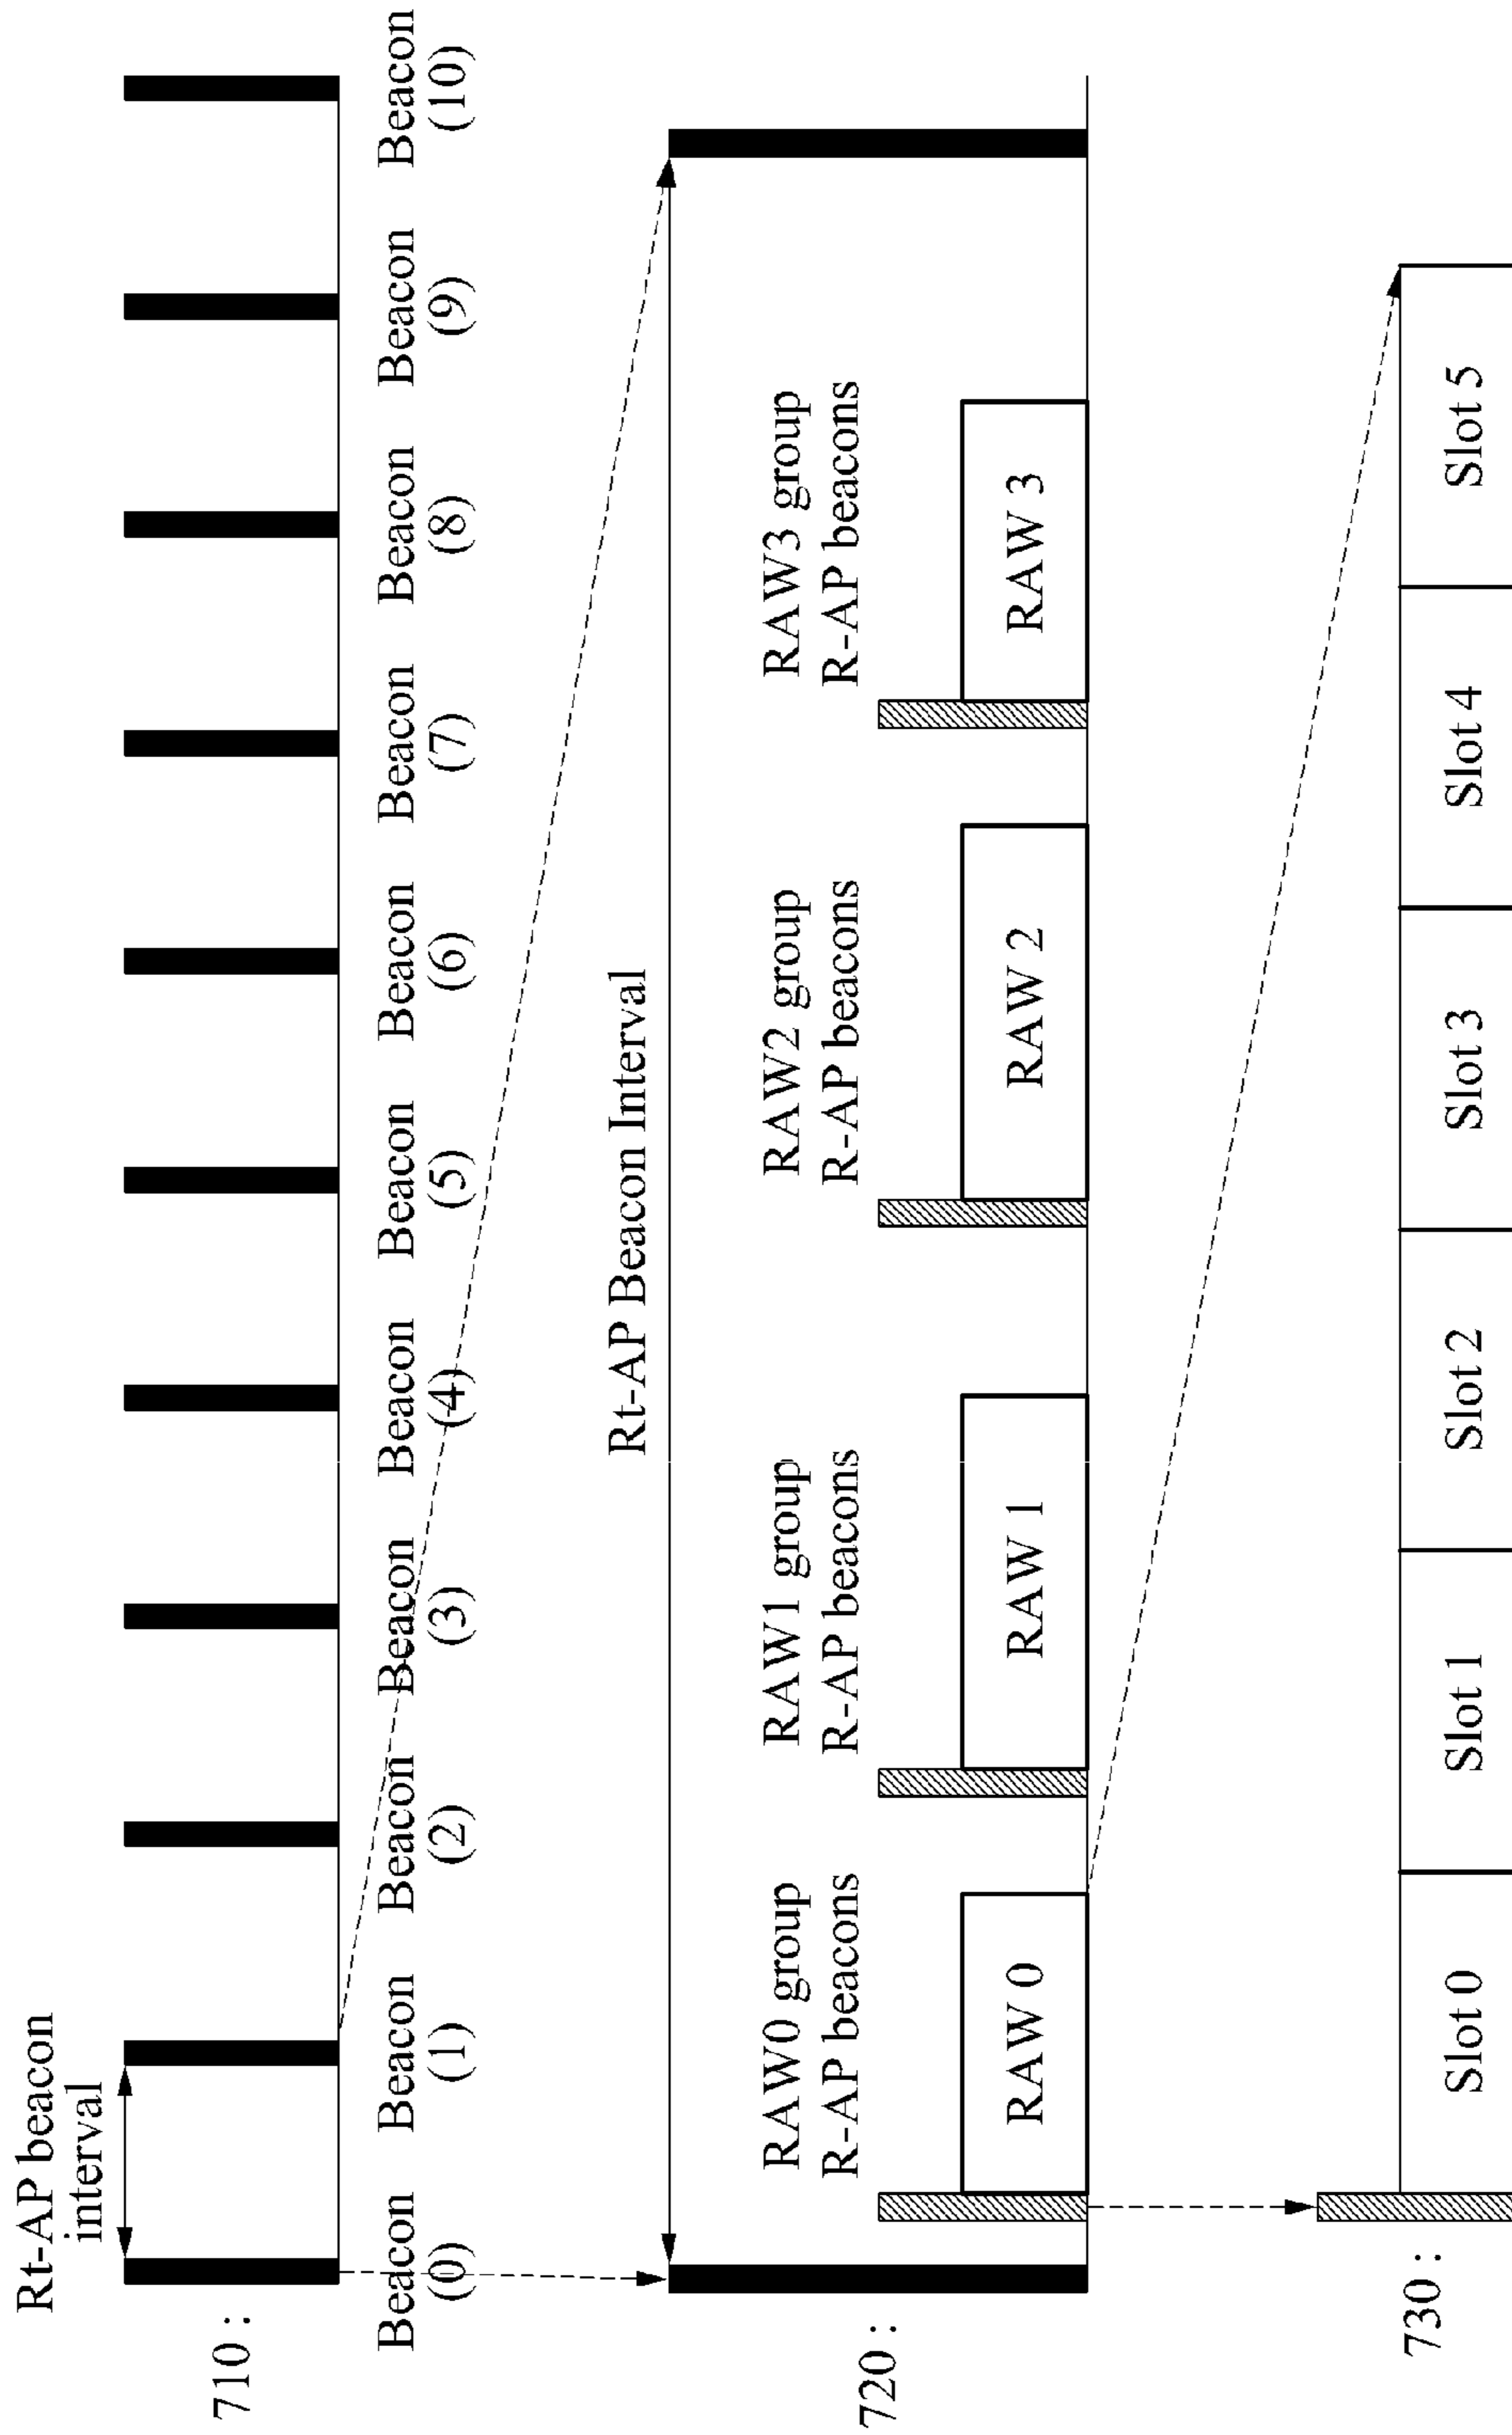 Rt-AP beacon
interval
710 :
Beacon
(0)
Beacon
(1)
Beacon
(2)
Beacon
(3)
Beacon
(4)
Beacon
(5)
Beacon
(6)
Beacon
(7)
Beacon
(8)
Beacon
(9)
Beacon
(10)
Rt-AP Beacon Interval
720 :
RAW0 group
R-AP beacons
RAW1 group
R-AP beacons
RAW2 group
R-AP beacons
RAW3 group
R-AP beacons
RAW 0
RAW 1
RAW 2
RAW 3
730 :
Slot 0
Slot 1
Slot 2
Slot 3
Slot 4
Slot 5